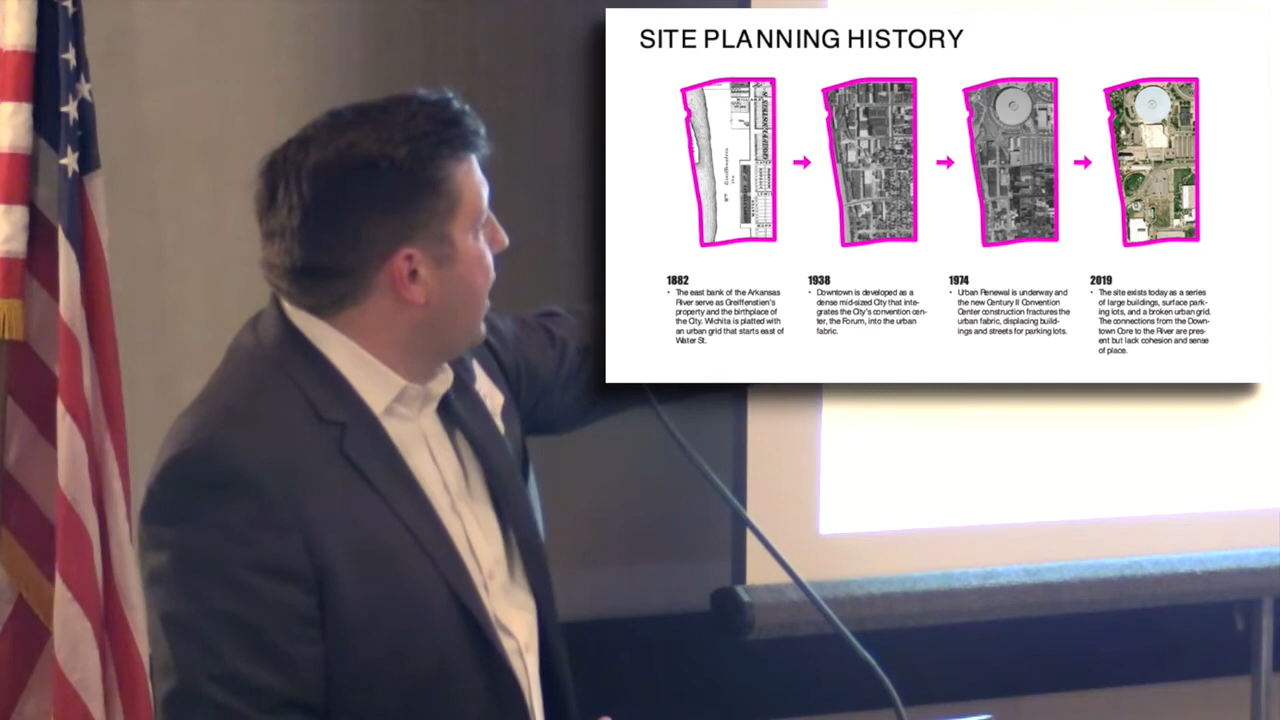 SITE PLANNING HISTORY
1882
• The east bank of the Arkansas
River serve as Greiffenstien's
property and the birthplace of
the City. Wichita is platted with
an urban grid that starts east of
Water St.
1938
• Downtown is developed as a
dense mid-sized City that inte-
grates the City's convention cen-
ter, the Forum, into the urban
fabric.
1974
• Urban Renewal is underway and
the new Century II Convention
Center construction fractures the
urban fabric, displacing build-
ings and streets for parking lots.
2019
• The site exists today as a series
of large buildings, surface park-
ing lots, and a broken urban grid.
The connections from the Down-
town Core to the River are pres-
ent but lack cohesion and sense
of place.